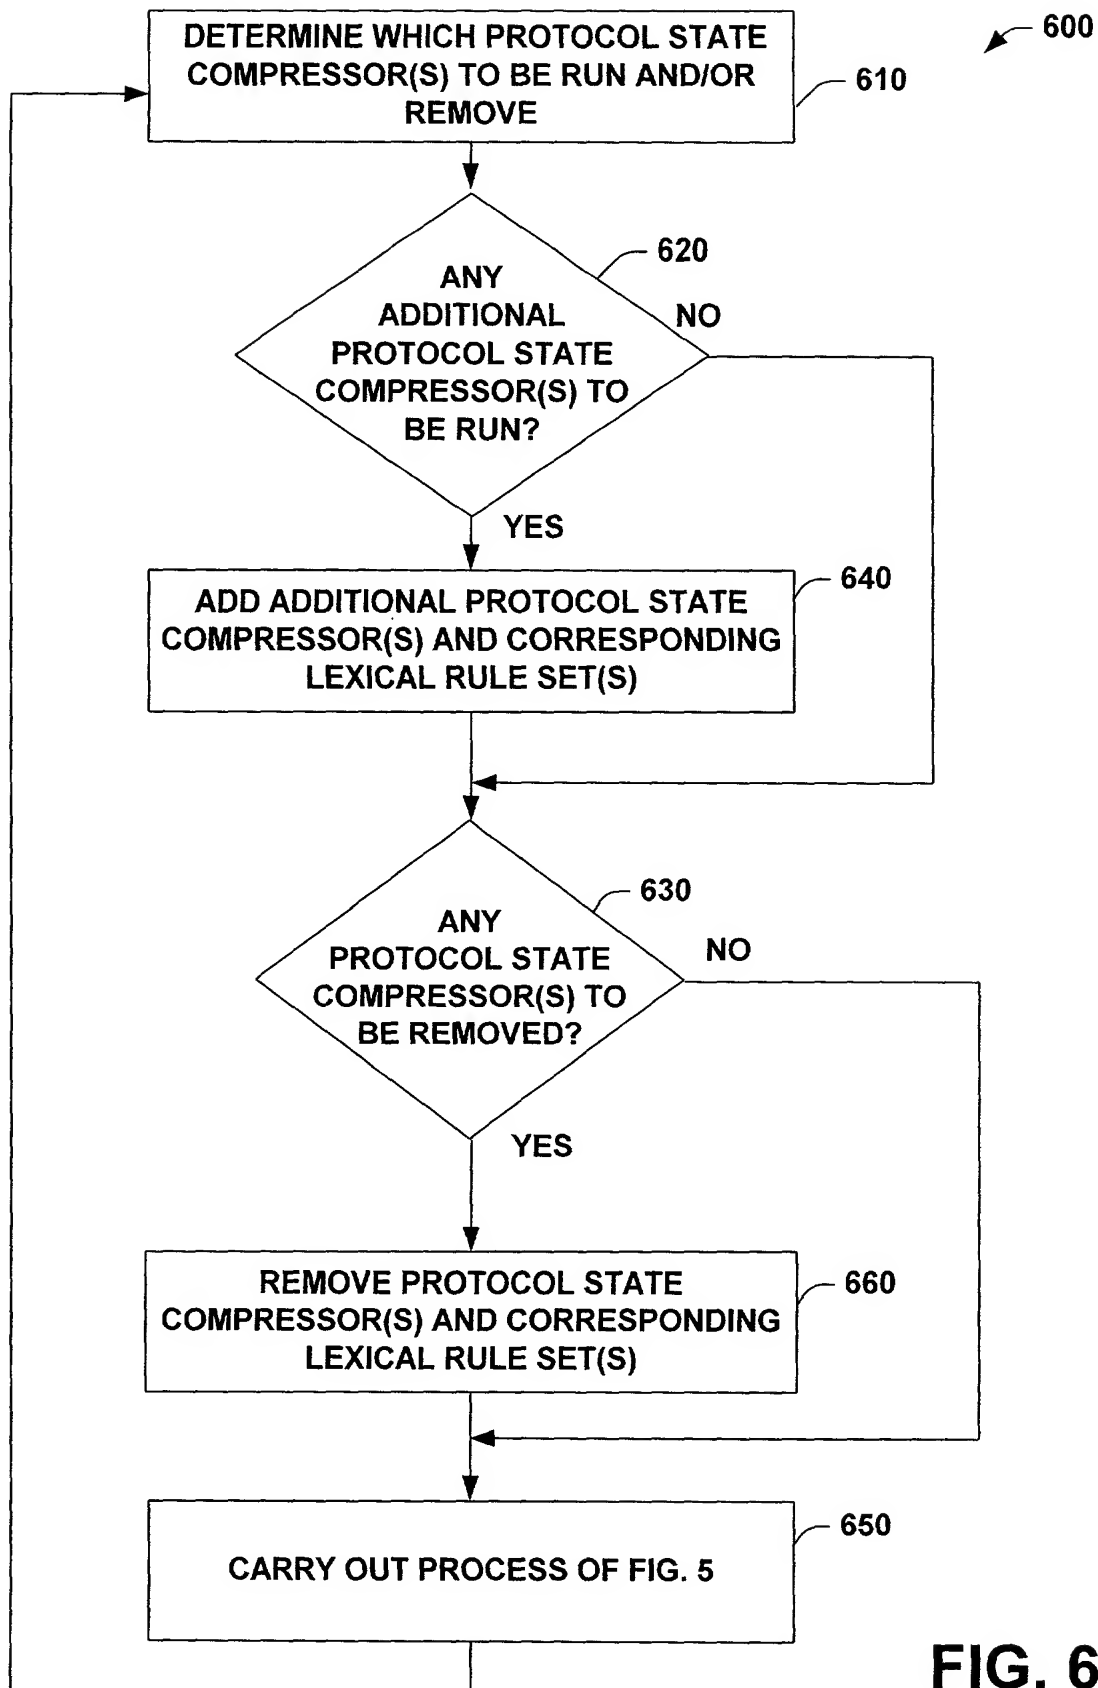 600
DETERMINE WHICH PROTOCOL STATE
COMPRESSOR(S) TO BE RUN AND/OR
REMOVE
610
620
ANY
ADDITIONAL
PROTOCOL STATE
COMPRESSOR(S) TO
BE RUN?
NO
YES
640
ADD ADDITIONAL PROTOCOL STATE
COMPRESSOR(S) AND CORRESPONDING
LEXICAL RULE SET(S)
630
ANY
PROTOCOL STATE
COMPRESSOR(S) TO
BE REMOVED?
NO
YES
660
REMOVE PROTOCOL STATE
COMPRESSOR(S) AND CORRESPONDING
LEXICAL RULE SET(S)
650
CARRY OUT PROCESS OF FIG. 5
FIG. 6